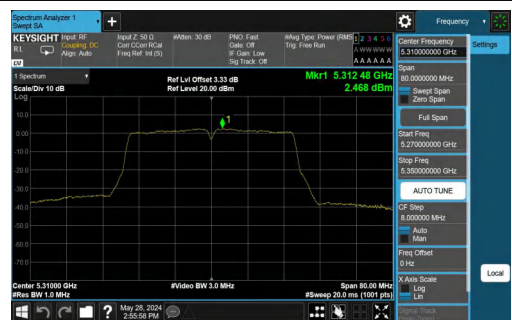 Spectrum Analyzer 1
Swept SA
Frequency
KEYSIGHT
RL
Input: RF
Coupling: DC
Align: Auto
Input Z: 50 Ω
Corr CCorr RCal
Freq Ref: Int (S)
#Atten: 30 dB
PNO: Fast
Gate: Off
IF Gain: Low
Sig Track: Off
#Avg Type: Power (RMS
Trig: Free Run
1 2 3 4 5 6
A W W W W W
A A A A A A
LXI
1 Spectrum
Scale/Div 10 dB
Ref Lvl Offset 3.33 dB
Ref Level 20.00 dBm
Mkr1 5.312 48 GHz
2.468 dBm
Log
10.0
0.00
-10.0
-20.0
-30.0
-40.0
-50.0
-60.0
-70.0
1
Center 5.31000 GHz
#Res BW 1.0 MHz
#Video BW 3.0 MHz
Span 80.00 MHz
#Sweep 20.0 ms (1001 pts)
Center Frequency
5.310000000 GHz
Settings
Span
80.0000000 MHz
Swept Span
Zero Span
Full Span
Start Freq
5.270000000 GHz
Stop Freq
5.350000000 GHz
AUTO TUNE
CF Step
8.000000 MHz
Auto
Man
Freq Offset
0 Hz
X Axis Scale
Log
Lin
Local
Signal Track
May 28, 2024
2:55:58 PM